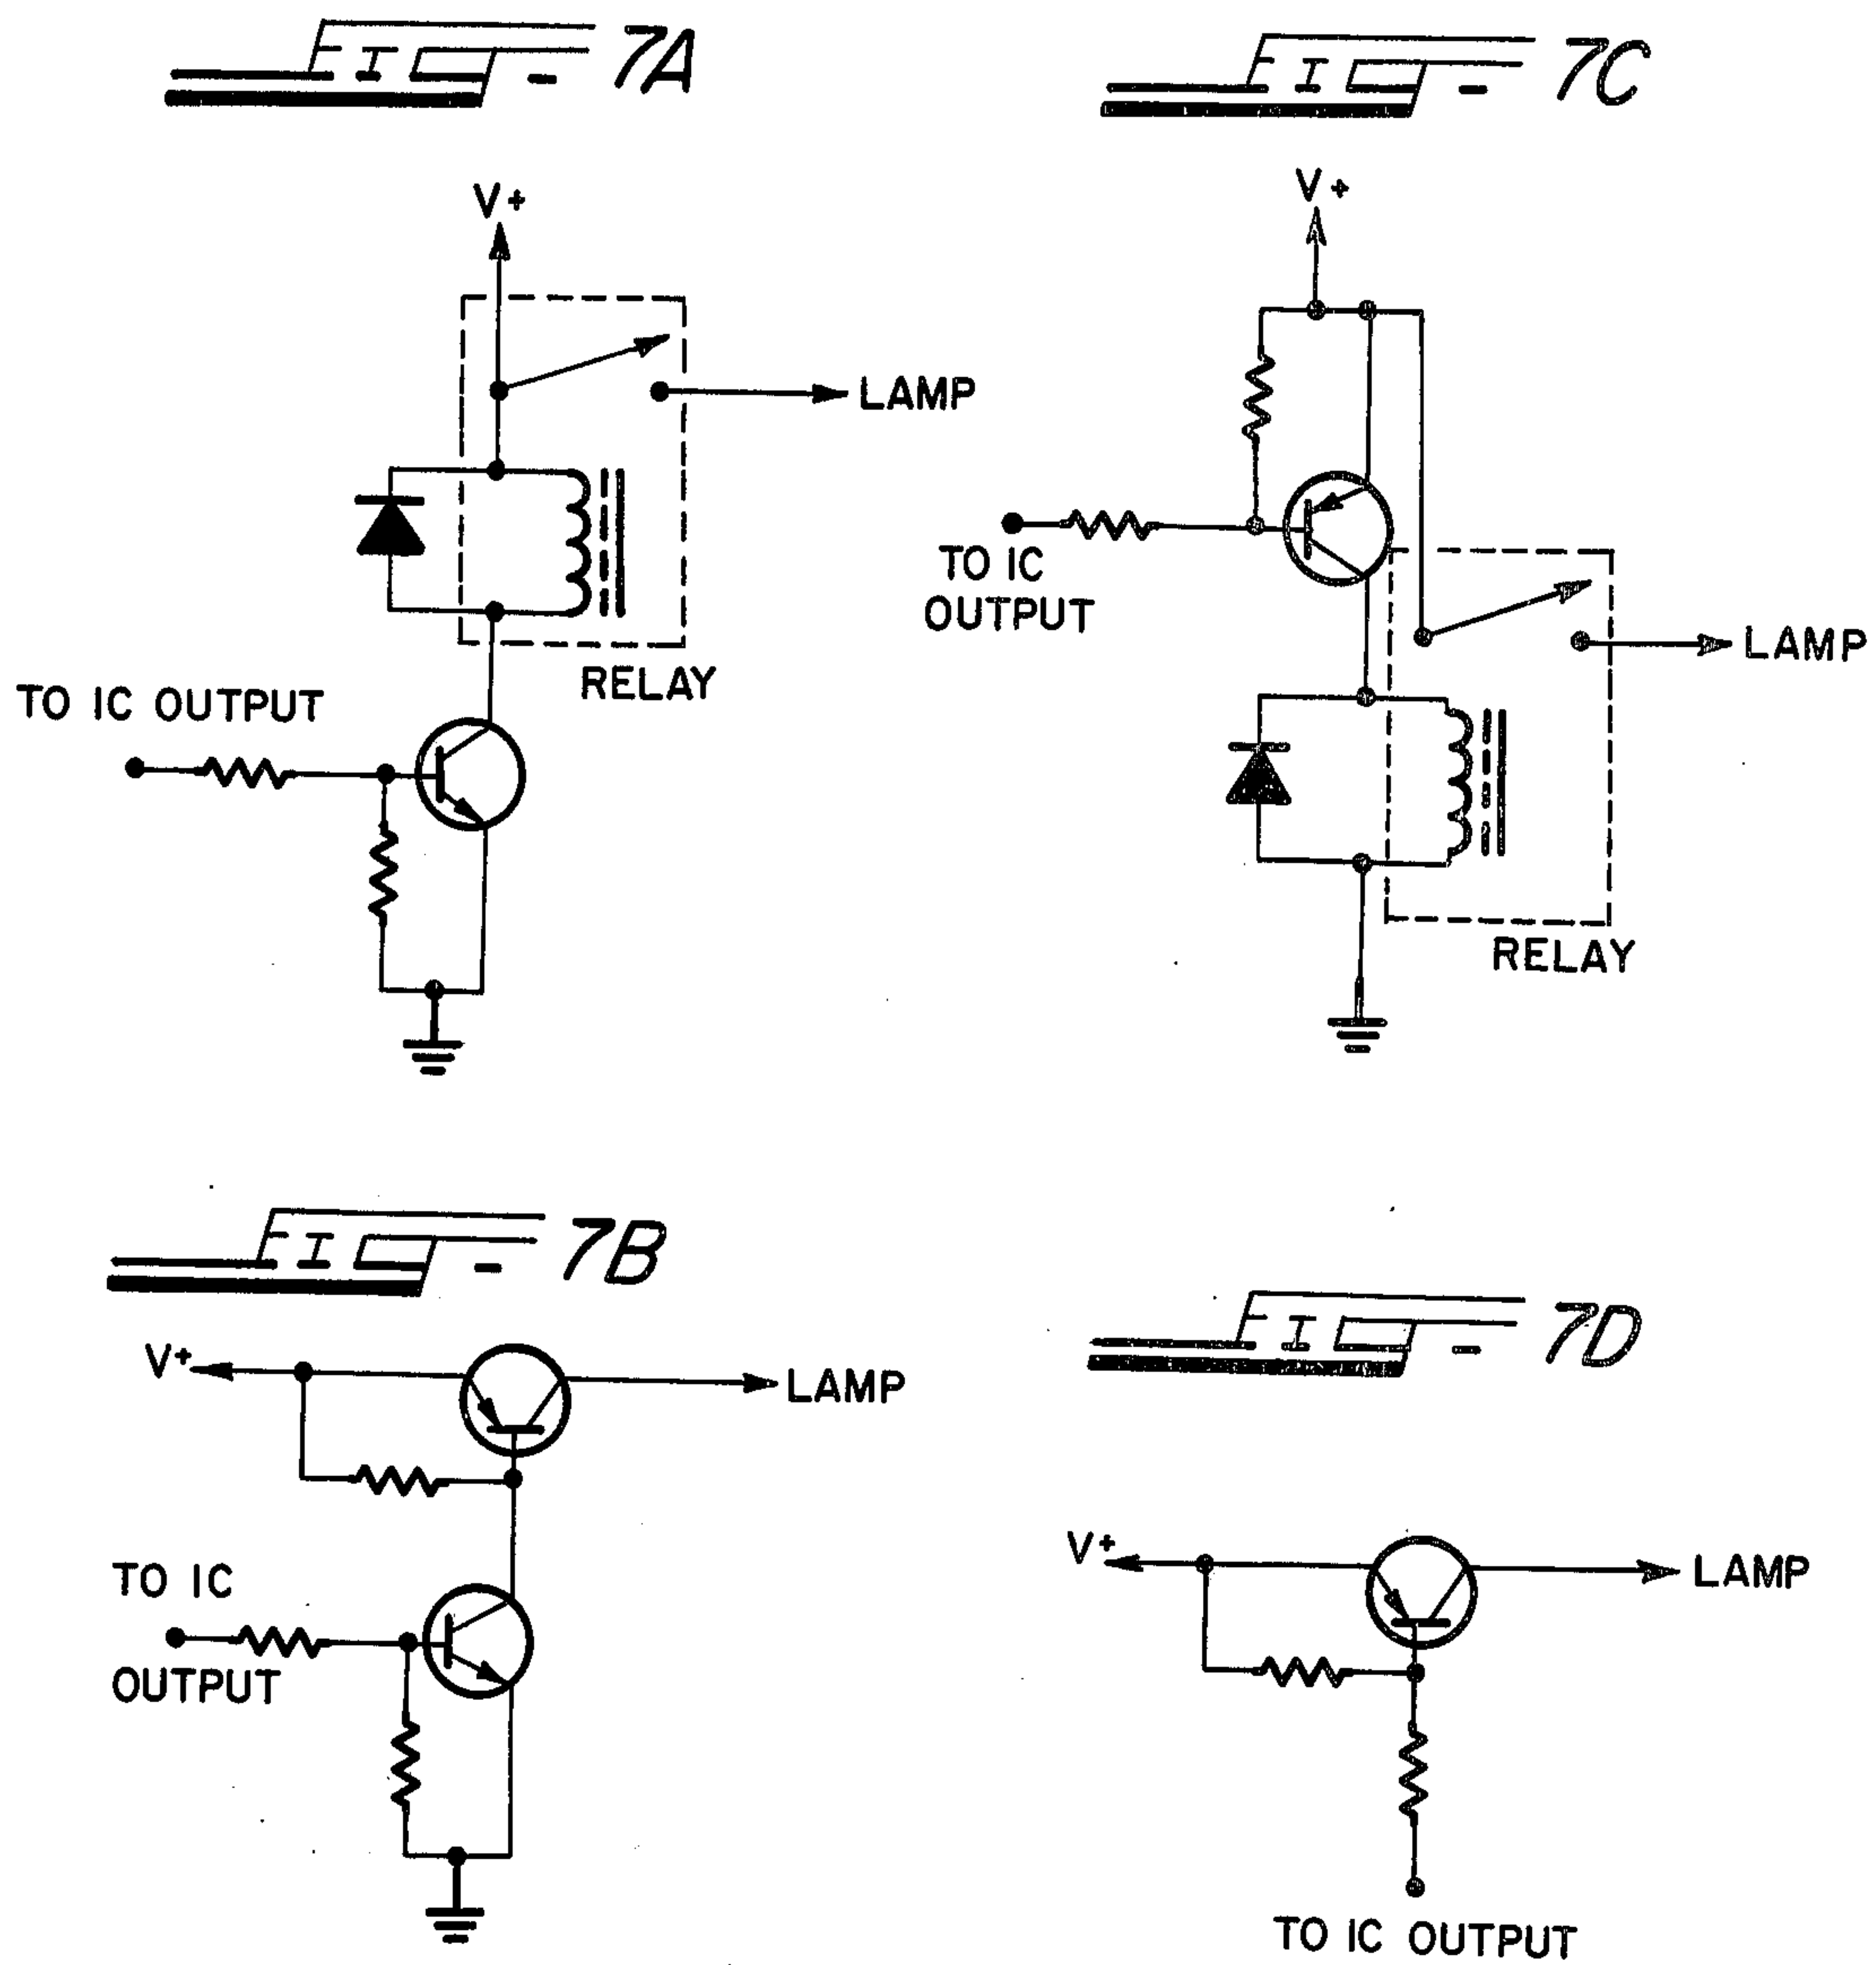 FIG - 7A
V+
LAMP
RELAY
TO IC OUTPUT
FIG - 7C
V+
TO IC
OUTPUT
LAMP
RELAY
FIG - 7B
V+
LAMP
TO IC
OUTPUT
FIG - 7D
V+
LAMP
TO IC OUTPUT